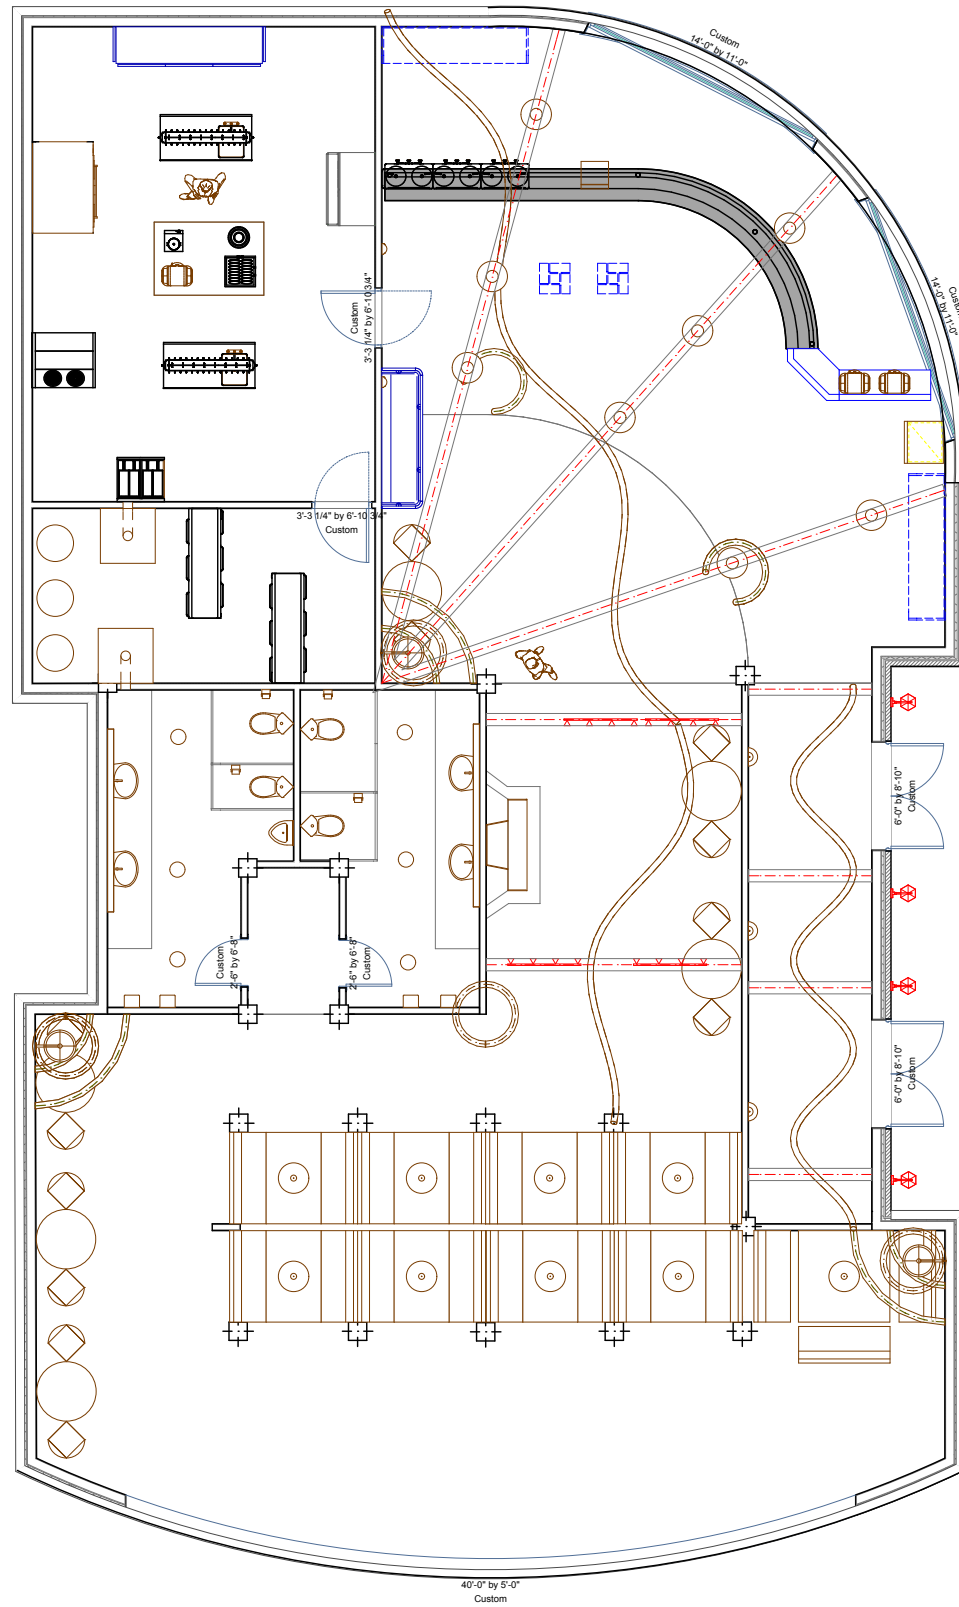 Custom
14'-0" by 11'-0"
Custom
14'-0" by 11'-0"
Custom
3'-3 1/4" by 6'-10 3/4"
3'-3 1/4" by 6'-10 3/4"
Custom
6'-0" by 8'-10"
Custom
Custom
2'-6" by 6'-8"
2'-6" by 6'-8"
Custom
6'-0" by 8'-10"
Custom
40'-0" by 5'-0"
Custom